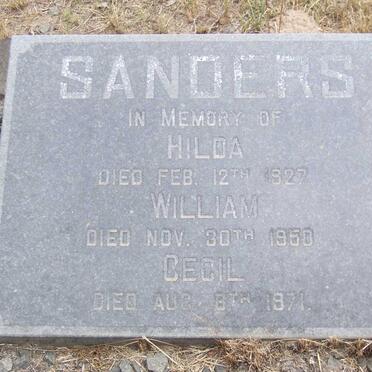 SANDERS
IN MEMORY OF
HILDA
DIED FEB. 12TH 1927
WILLIAM
DIED NOV. 30TH 1950
CECIL
DIED AUG. 8TH 1971.